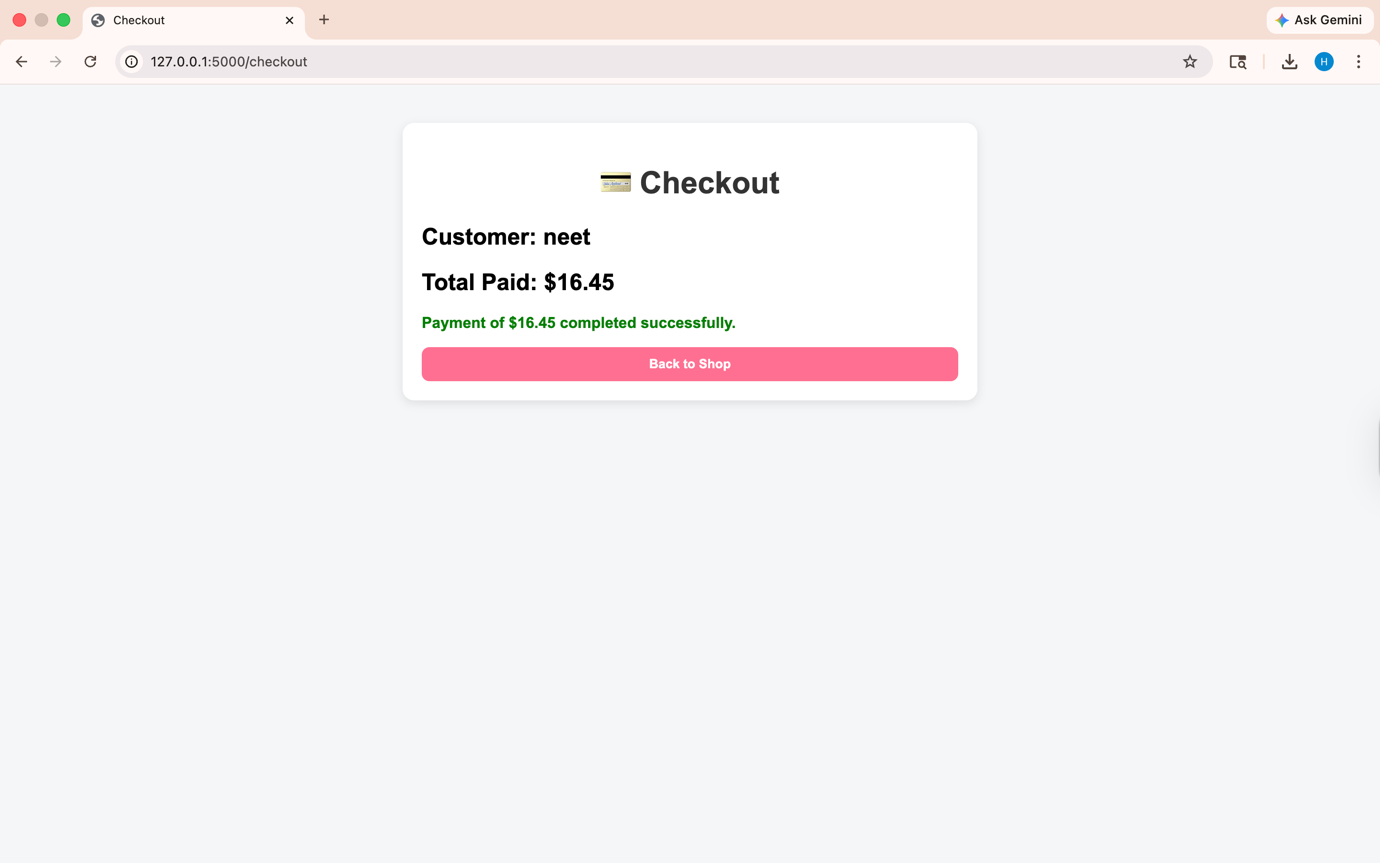 Checkout
Ask Gemini
127.0.0.1:5000/checkout
H
💳 Checkout
Customer: neet
Total Paid: $16.45
Payment of $16.45 completed successfully.
Back to Shop